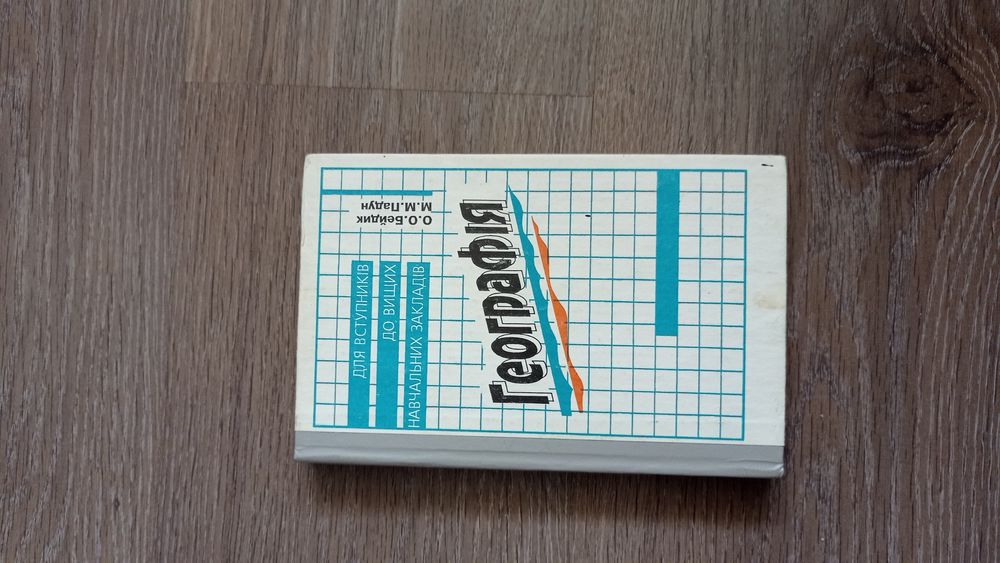 О.О.Бейдик
М.М.Падун
ДЛЯ ВСТУПНИКІВ
ДО ВИЩИХ
НАВЧАЛЬНИХ ЗАКЛАДІВ
Географія